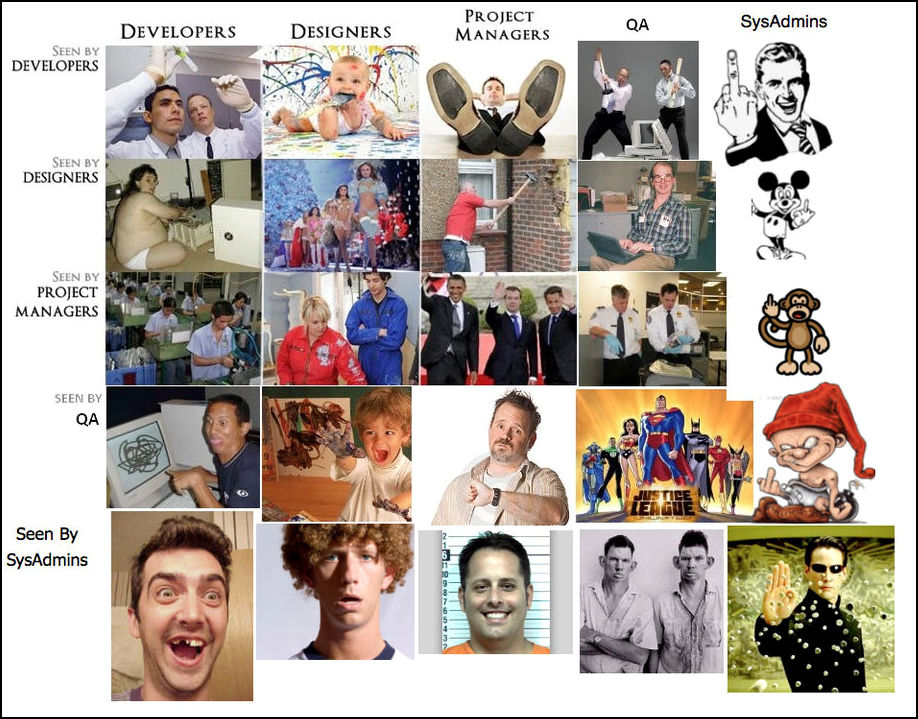 DEVELOPERS
DESIGNERS
PROJECT
MANAGERS
QA
SysAdmins
SEEN BY
DEVELOPERS
SEEN BY
DESIGNERS
SEEN BY
PROJECT
MANAGERS
SEEN BY
QA
JUSTICE
LEAGUE
UNLIMITED
Seen By
SysAdmins